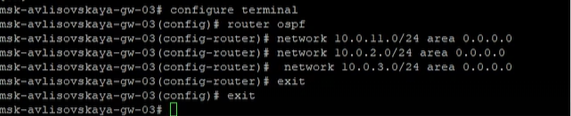 msk-avlisovskaya-gw-03# configure terminal
msk-avlisovskaya-gw-03(config)# router ospf
msk-avlisovskaya-gw-03(config-router)# network 10.0.11.0/24 area 0.0.0.0
msk-avlisovskaya-gw-03(config-router)# network 10.0.2.0/24 area 0.0.0.0
msk-avlisovskaya-gw-03(config-router)#  network 10.0.3.0/24 area 0.0.0.0
msk-avlisovskaya-gw-03(config-router)# exit
msk-avlisovskaya-gw-03(config)# exit
msk-avlisovskaya-gw-03#